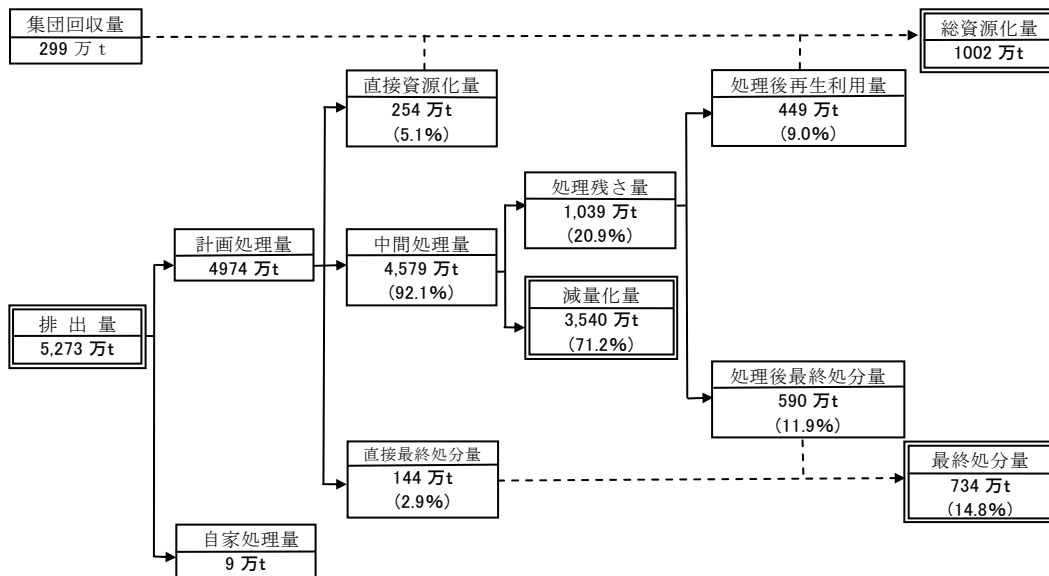 集団回収量
299 万 t
総資源化量
1002 万t
直接資源化量
254 万t
(5.1%)
処理後再生利用量
449 万t
(9.0%)
処理残さ量
1,039 万t
(20.9%)
計画処理量
4974 万t
中間処理量
4,579 万t
(92.1%)
減量化量
3,540 万t
(71.2%)
排 出 量
5,273 万t
処理後最終処分量
590 万t
(11.9%)
直接最終処分量
144 万t
(2.9%)
最終処分量
734 万t
(14.8%)
自家処理量
9 万t